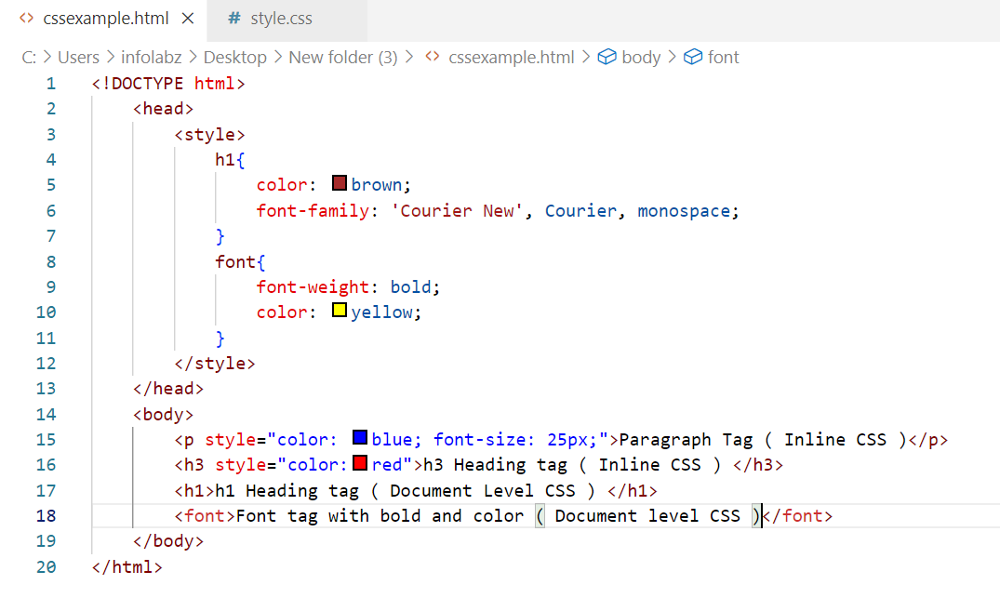 <> cssexample.html × # style.css
C: > Users > infolabz > Desktop > New folder (3) > <> cssexample.html > body > font
1 <!DOCTYPE html>
2 <head>
3 <style>
4 h1{
5 color: brown;
6 font-family: 'Courier New', Courier, monospace;
7 }
8 font{
9 font-weight: bold;
10 color: yellow;
11 }
12 </style>
13 </head>
14 <body>
15 <p style="color: blue; font-size: 25px;">Paragraph Tag ( Inline CSS )</p>
16 <h3 style="color: red">h3 Heading tag ( Inline CSS ) </h3>
17 <h1>h1 Heading tag ( Document Level CSS ) </h1>
18 <font>Font tag with bold and color ( Document level CSS )</font>
19 </body>
20 </html>